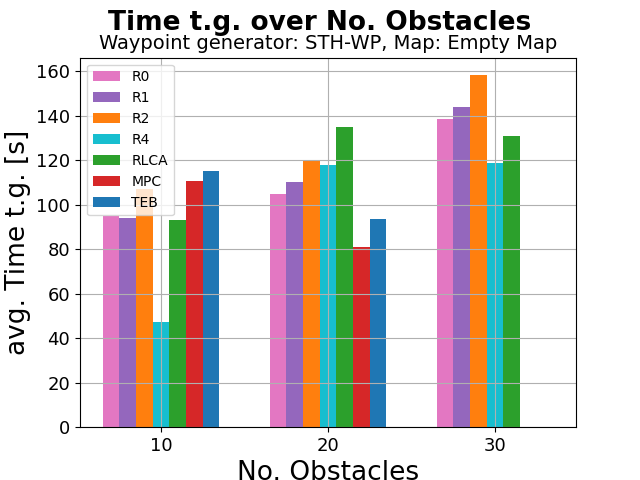 Time t.g. over No. Obstacles
Waypoint generator: STH-WP, Map: Empty Map
avg. Time t.g. [s]
160
140
120
100
80
60
40
20
0
R0
R1
R2
R4
RLCA
MPC
TEB
10
20
30
No. Obstacles